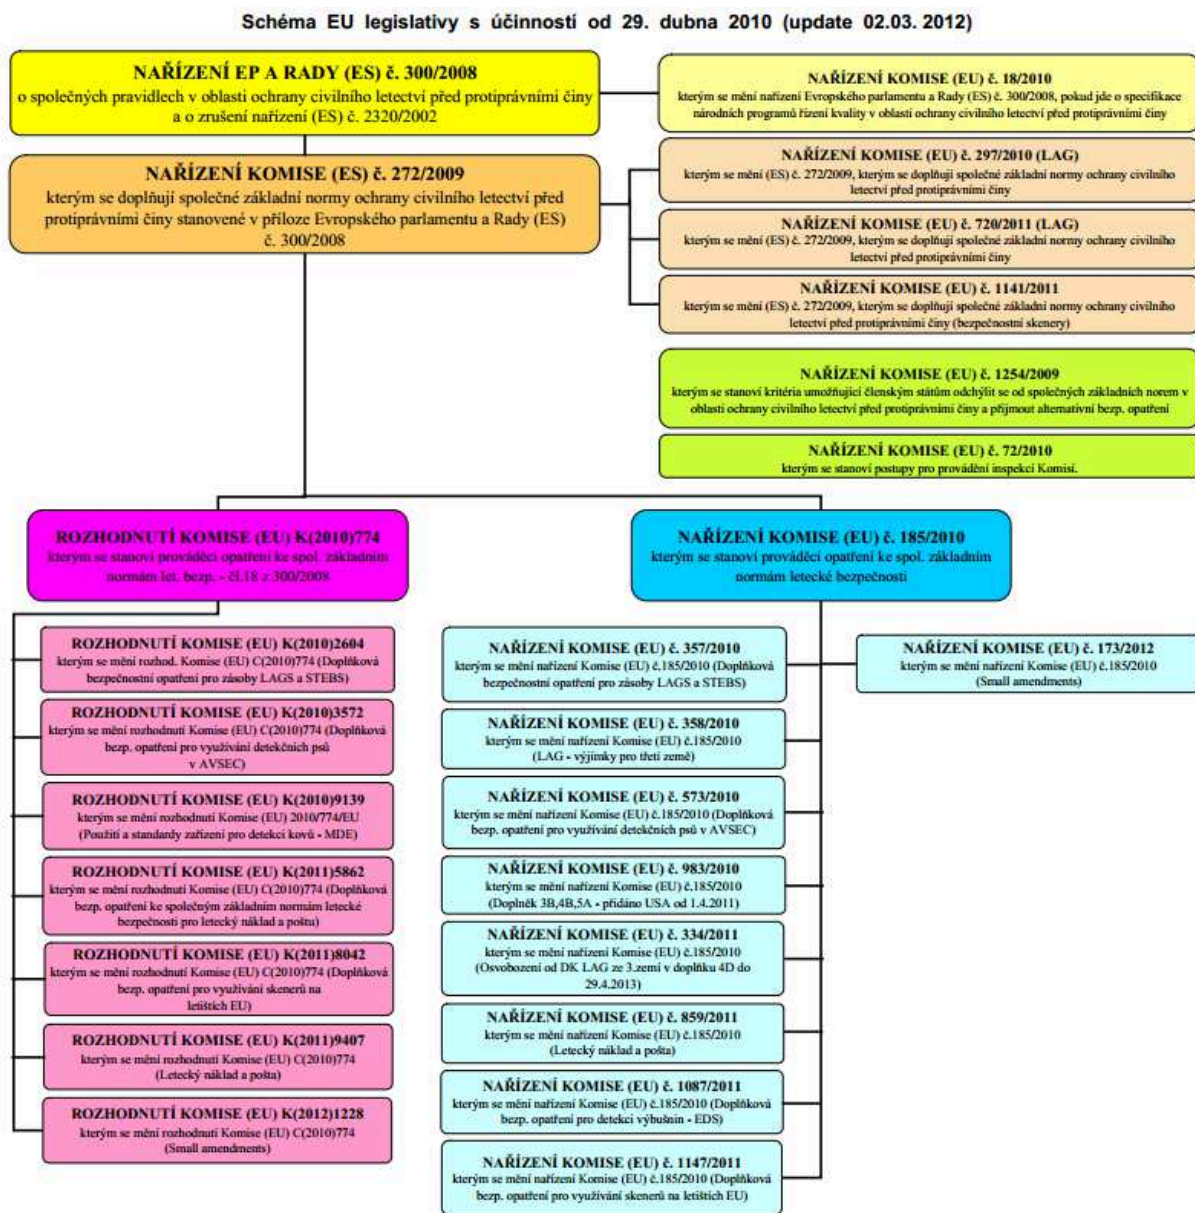 Schéma EU legislativy s účinností od 29. dubna 2010 (update 02.03. 2012)
NAŘÍZENÍ EP A RADY (ES) č. 300/2008
o společných pravidlech v oblasti ochrany civilního letectví před protiprávními činy
a o zrušení nařízení (ES) č. 2320/2002
NAŘÍZENÍ KOMISE (EU) č. 18/2010
kterým se mění nařízení Evropského parlamentu a Rady (ES) č. 300/2008, pokud jde o specifikace
národních programů řízení kvality v oblasti ochrany civilního letectví před protiprávními činy
NAŘÍZENÍ KOMISE (ES) č. 272/2009
kterým se doplňují společné základní normy ochrany civilního letectví před
protiprávními činy stanovené v příloze Evropského parlamentu a Rady (ES)
č. 300/2008
NAŘÍZENÍ KOMISE (EU) č. 297/2010 (LAG)
kterým se mění (ES) č. 272/2009, kterým se doplňují společné základní normy ochrany civilního
letectví před protiprávními činy
NAŘÍZENÍ KOMISE (EU) č. 720/2011 (LAG)
kterým se mění (ES) č. 272/2009, kterým se doplňují společné základní normy ochrany civilního
letectví před protiprávními činy
NAŘÍZENÍ KOMISE (EU) č. 1141/2011
kterým se mění (ES) č. 272/2009, kterým se doplňují společné základní normy ochrany civilního
letectví před protiprávními činy (bezpečnostní skenery)
NAŘÍZENÍ KOMISE (EU) č. 1254/2009
kterým se stanoví kritéria umožňující členským státům odchýlit se od společných základních norem v
oblasti ochrany civilního letectví před protiprávními činy a přijmout alternativní bezp. opatření
NAŘÍZENÍ KOMISE (EU) č. 72/2010
kterým se stanoví postupy pro provádění inspekcí Komisí.
ROZHODNUTÍ KOMISE (EU) K(2010)774
kterým se stanoví prováděcí opatření ke spol. základním
normám let. bezp. - čl.18 z 300/2008
ROZHODNUTÍ KOMISE (EU) K(2010)2604
kterým se mění rozhod. Komise (EU) C(2010)774 (Doplňková
bezpečnostní opatření pro zásoby LAGS a STEBS)
ROZHODNUTÍ KOMISE (EU) K(2010)3572
kterým se mění rozhodnutí Komise (EU) C(2010)774 (Doplňková
bezp. opatření pro využívání detekčních psů
v AVSEC)
ROZHODNUTÍ KOMISE (EU) K(2010)9139
kterým se mění rozhodnutí Komise (EU) 2010/774/EU
(Použití a standardy zařízení pro detekci kovů - MDE)
ROZHODNUTÍ KOMISE (EU) K(2011)5862
kterým se mění rozhodnutí Komise (EU) C(2010)774 (Doplňková
bezp. opatření ke společným základním normám letecké
bezpečnosti pro letecký náklad a poštu)
ROZHODNUTÍ KOMISE (EU) K(2011)8042
kterým se mění rozhodnutí Komise (EU) C(2010)774 (Doplňková
bezp. opatření pro využívání skenerů na
letištích EU)
ROZHODNUTÍ KOMISE (EU) K(2011)9407
kterým se mění rozhodnutí Komise (EU) C(2010)774
(Letecký náklad a pošta)
ROZHODNUTÍ KOMISE (EU) K(2012)1228
kterým se mění rozhodnutí Komise (EU) C(2010)774
(Small amendments)
NAŘÍZENÍ KOMISE (EU) č. 185/2010
kterým se stanoví prováděcí opatření ke spol. základním
normám letecké bezpečnosti
NAŘÍZENÍ KOMISE (EU) č. 357/2010
kterým se mění nařízení Komise (EU) č.185/2010 (Doplňková
bezpečnostní opatření pro zásoby LAGS a STEBS)
NAŘÍZENÍ KOMISE (EU) č. 358/2010
kterým se mění nařízení Komise (EU) č.185/2010
(LAG - výjímky pro třetí země)
NAŘÍZENÍ KOMISE (EU) č. 573/2010
kterým se mění nařízení Komise (EU) č.185/2010 (Doplňková
bezp. opatření pro využívání detekčních psů v AVSEC)
NAŘÍZENÍ KOMISE (EU) č. 983/2010
kterým se mění nařízení Komise (EU) č.185/2010
(Doplněk 3B,4B,5A - přidáno USA od 1.4.2011)
NAŘÍZENÍ KOMISE (EU) č. 334/2011
kterým se mění nařízení Komise (EU) č.185/2010
(Osvobození od DK LAG ze 3.zemí v doplňku 4D do
29.4.2013)
NAŘÍZENÍ KOMISE (EU) č. 859/2011
kterým se mění nařízení Komise (EU) č.185/2010
(Letecký náklad a pošta)
NAŘÍZENÍ KOMISE (EU) č. 1087/2011
kterým se mění nařízení Komise (EU) č.185/2010 (Doplňková
bezp. opatření pro detekci výbušnin - EDS)
NAŘÍZENÍ KOMISE (EU) č. 1147/2011
kterým se mění nařízení Komise (EU) č.185/2010 (Doplňková
bezp. opatření pro využívání skenerů na letištích EU)
NAŘÍZENÍ KOMISE (EU) č. 173/2012
kterým se mění nařízení Komise (EU) č.185/2010
(Small amendments)